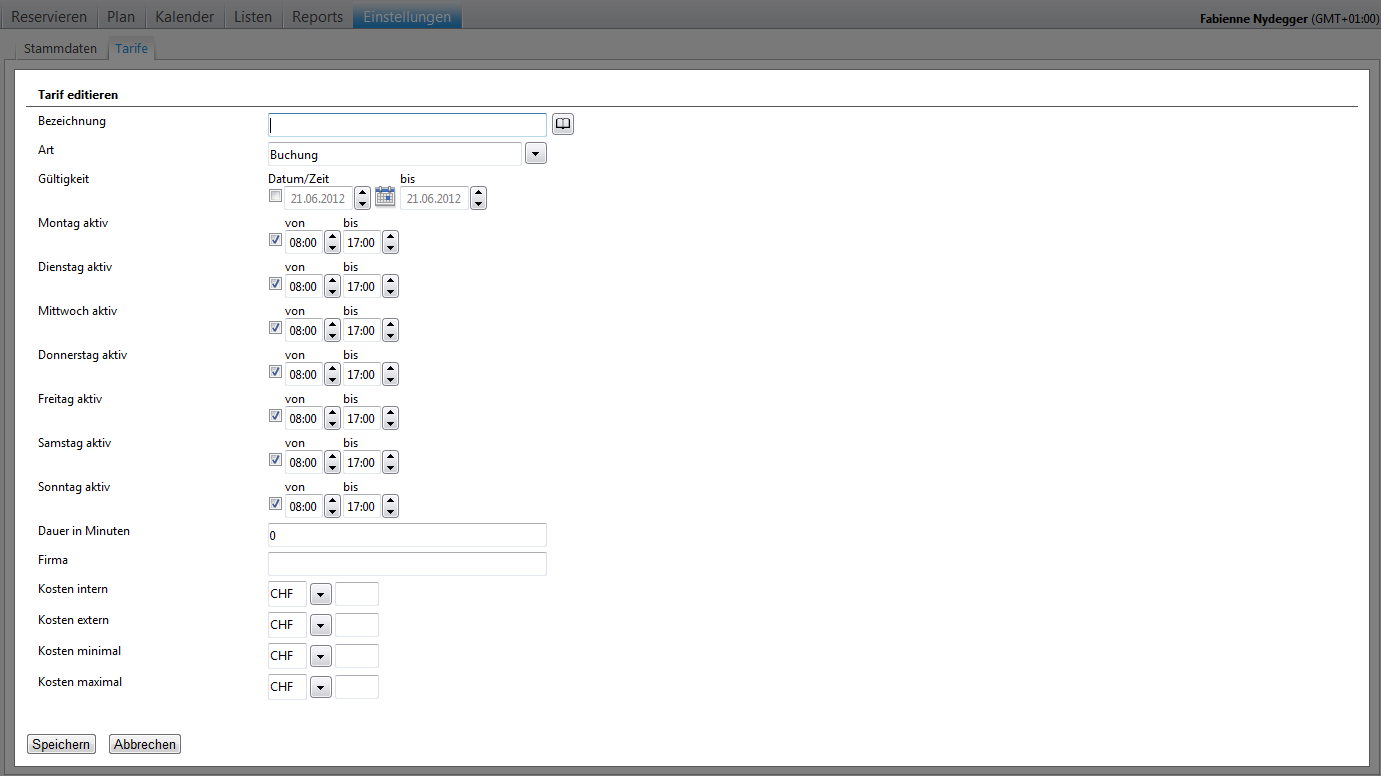 Reservieren Plan Kalender Listen Reports Einstellungen Fabienne Nydegger (GMT+01:00)
Stammdaten Tarife
Tarif editieren
Bezeichnung
Art Buchung
Gültigkeit Datum/Zeit bis
21.06.2012 21.06.2012
Montag aktiv von bis
08:00 17:00
Dienstag aktiv von bis
08:00 17:00
Mittwoch aktiv von bis
08:00 17:00
Donnerstag aktiv von bis
08:00 17:00
Freitag aktiv von bis
08:00 17:00
Samstag aktiv von bis
08:00 17:00
Sonntag aktiv von bis
08:00 17:00
Dauer in Minuten 0
Firma
Kosten intern CHF
Kosten extern CHF
Kosten minimal CHF
Kosten maximal CHF
Speichern Abbrechen